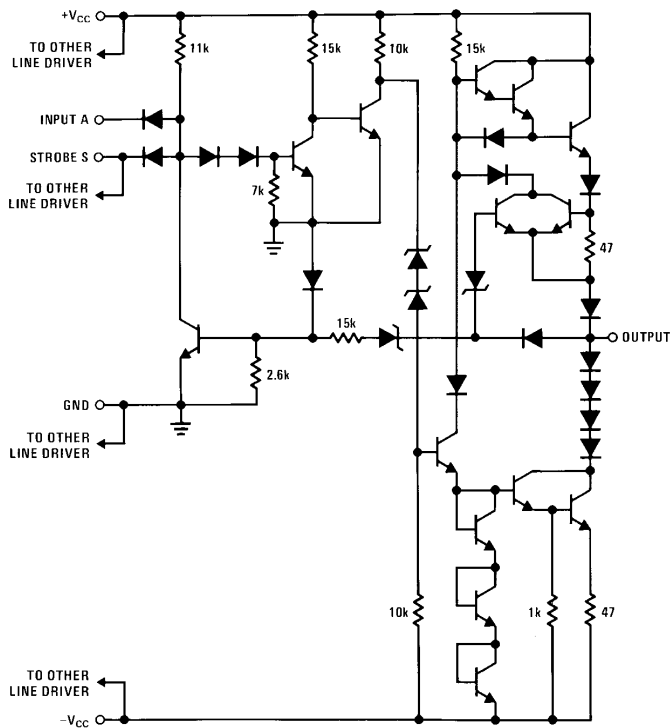 +VCC
TO OTHER
LINE DRIVER
11k
15k
10k
15k
INPUT A
STROBE S
TO OTHER
LINE DRIVER
7k
47
15k
OUTPUT
2.6k
GND
TO OTHER
LINE DRIVER
10k
1k
47
TO OTHER
LINE DRIVER
-VCC